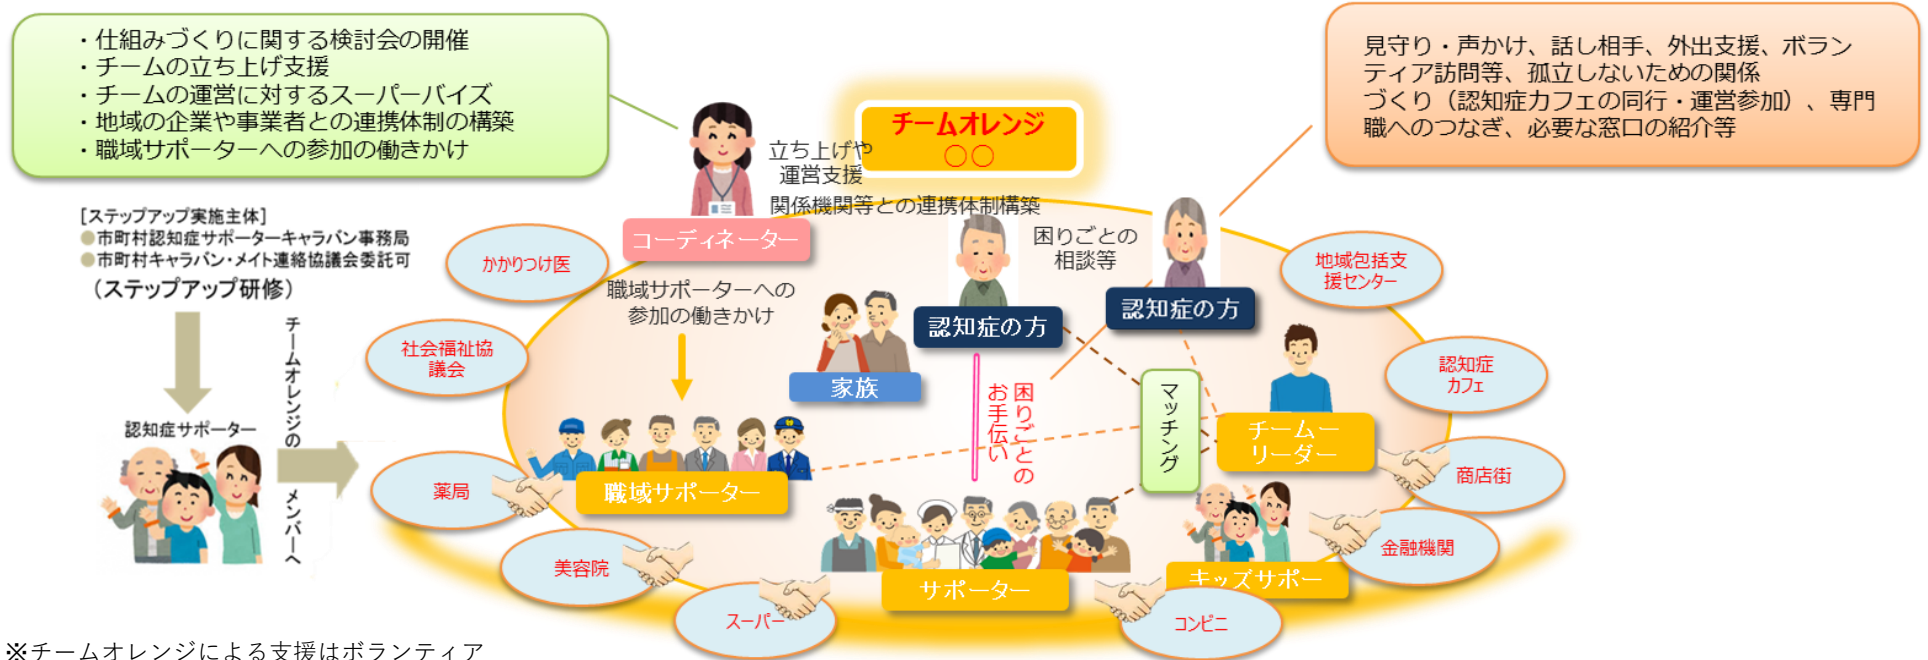 ・仕組みづくりに関する検討会の開催
・チームの立ち上げ支援
・チームの運営に対するスーパーバイズ
・地域の企業や事業者との連携体制の構築
・職域サポーターへの参加の働きかけ
見守り・声かけ、話し相手、外出支援、ボラン
ティア訪問等、孤立しないための関係
づくり（認知症カフェの同行・運営参加）、専門
職へのつなぎ、必要な窓口の紹介等
チームオレンジ
〇〇
立ち上げや
運営支援
関係機関等との連携体制構築
コーディネーター
[ステップアップ実施主体]
●市町村認知症サポーターキャラバン事務局
●市町村キャラバン・メイト連絡協議会委託可
（ステップアップ研修）
チームオレンジの
メンバーへ
認知症サポーター
かかりつけ医
社会福祉協
議会
薬局
美容院
スーパー
コンビニ
金融機関
商店街
認知症
カフェ
地域包括支
援センター
職域サポーターへの
参加の働きかけ
家族
認知症の方
困りごとの
相談等
認知症の方
困りごとの
お手伝い
マッチング
チームー
リーダー
職域サポーター
サポーター
キッズサポー
※チームオレンジによる支援はボランティア